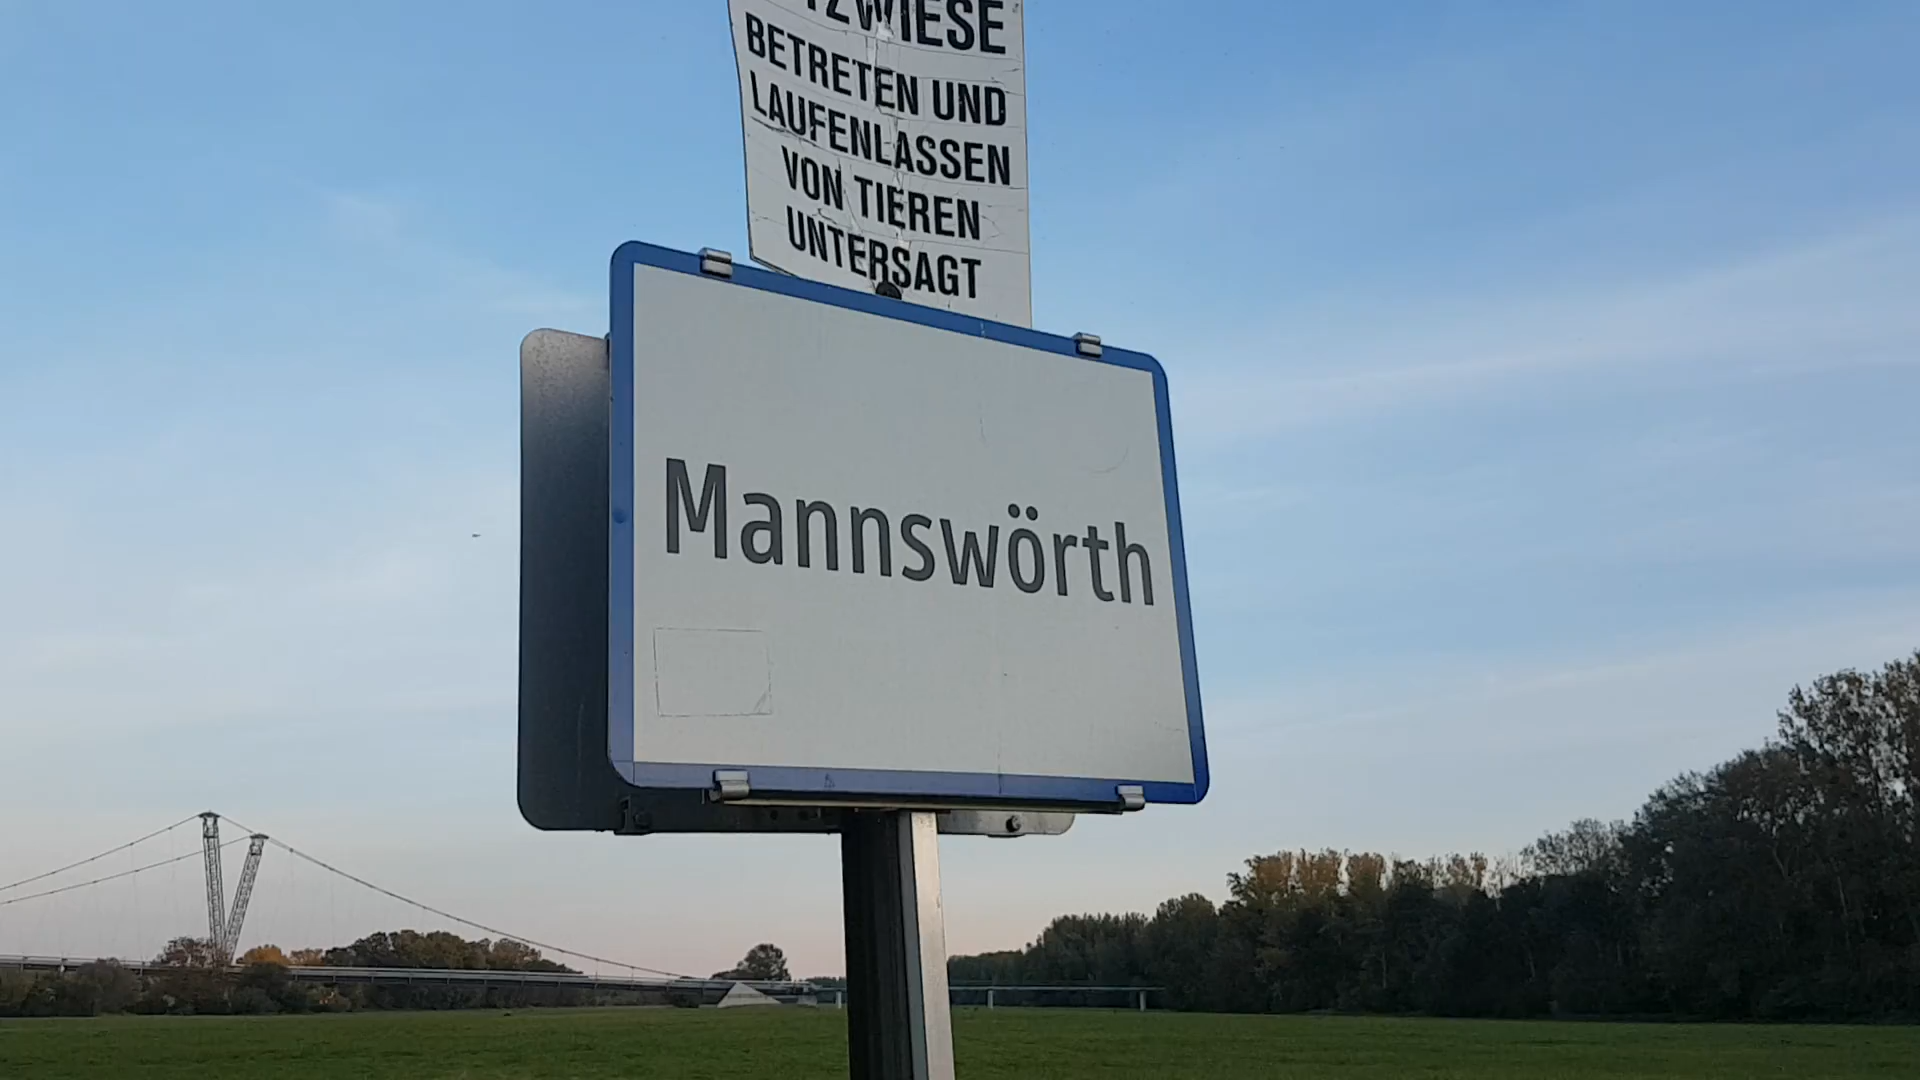 BETRETEN UND
LAUFENLASSEN
VON TIEREN
UNTERSAGT
Mannswörth